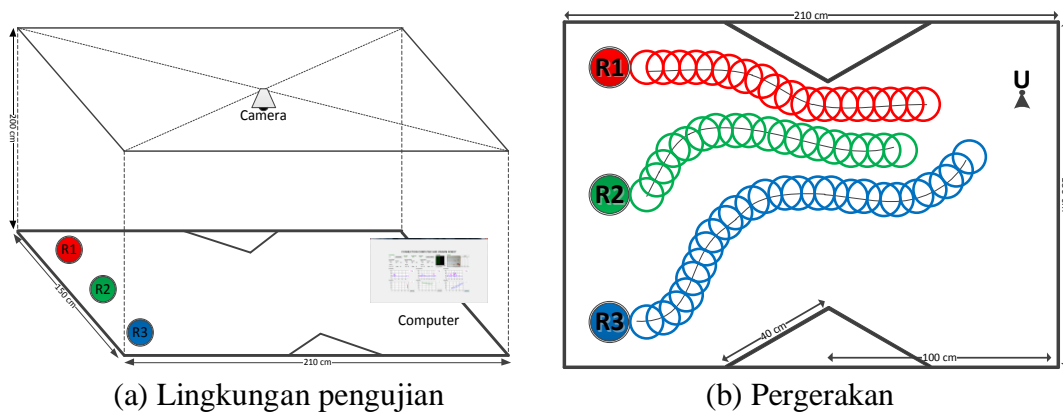 200 cm
Camera
R1
R2
R3
150 cm
Computer
210 cm
(a) Lingkungan pengujian
210 cm
R1
U
R2
R3
40 cm
100 cm
(b) Pergerakan